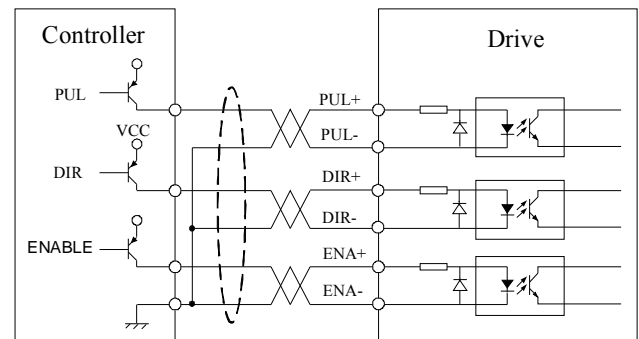 Controller
Drive
PUL
PUL+
PUL-
VCC
DIR
DIR+
DIR-
ENABLE
ENA+
ENA-